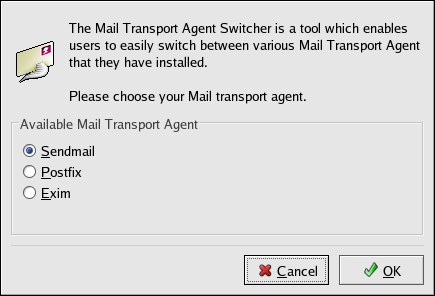 The Mail Transport Agent Switcher is a tool which enables
users to easily switch between various Mail Transport Agent
that they have installed.
Please choose your Mail transport agent.
Available Mail Transport Agent
Sendmail
Postfix
Exim
Cancel
OK